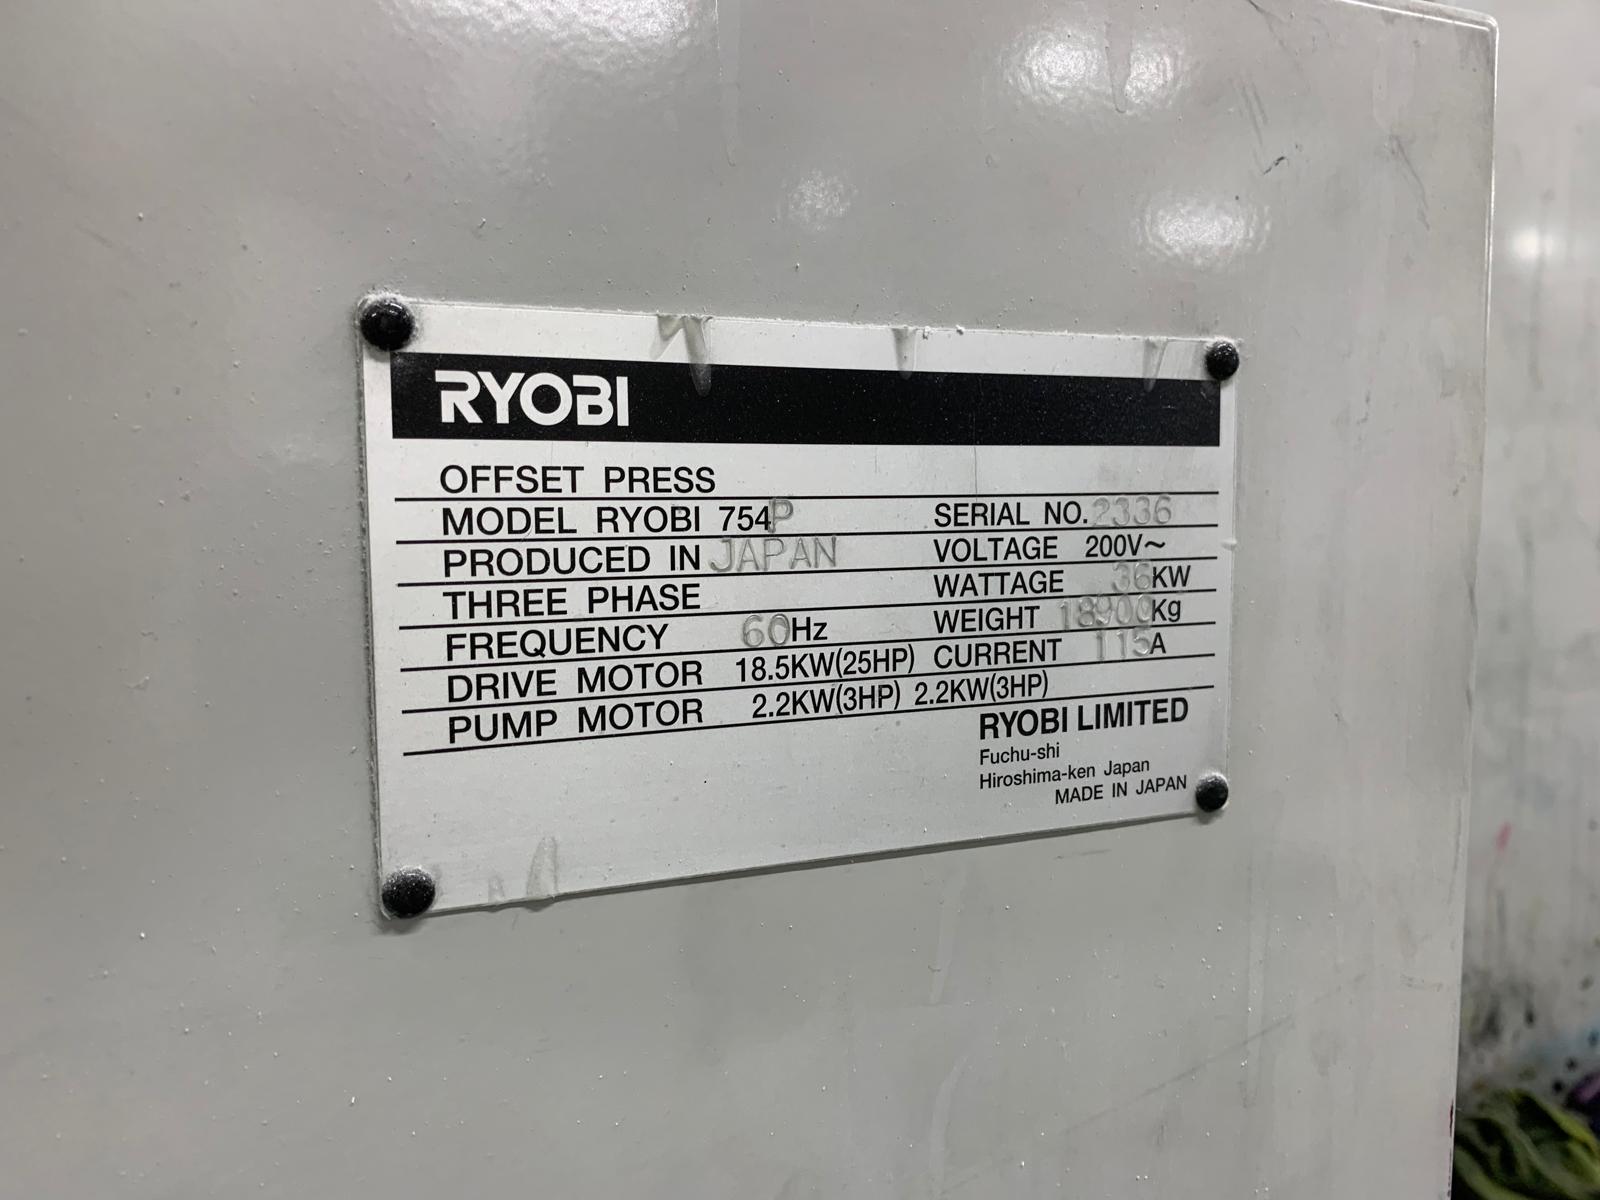 RYOBI
OFFSET PRESS
MODEL RYOBI 754P SERIAL NO. 2336
PRODUCED IN JAPAN VOLTAGE 200V~
THREE PHASE WATTAGE 36KW
FREQUENCY 60Hz WEIGHT 18900Kg
DRIVE MOTOR 18.5KW(25HP) CURRENT 115A
PUMP MOTOR 2.2KW(3HP) 2.2KW(3HP)
RYOBI LIMITED
Fuchu-shi
Hiroshima-ken Japan
MADE IN JAPAN